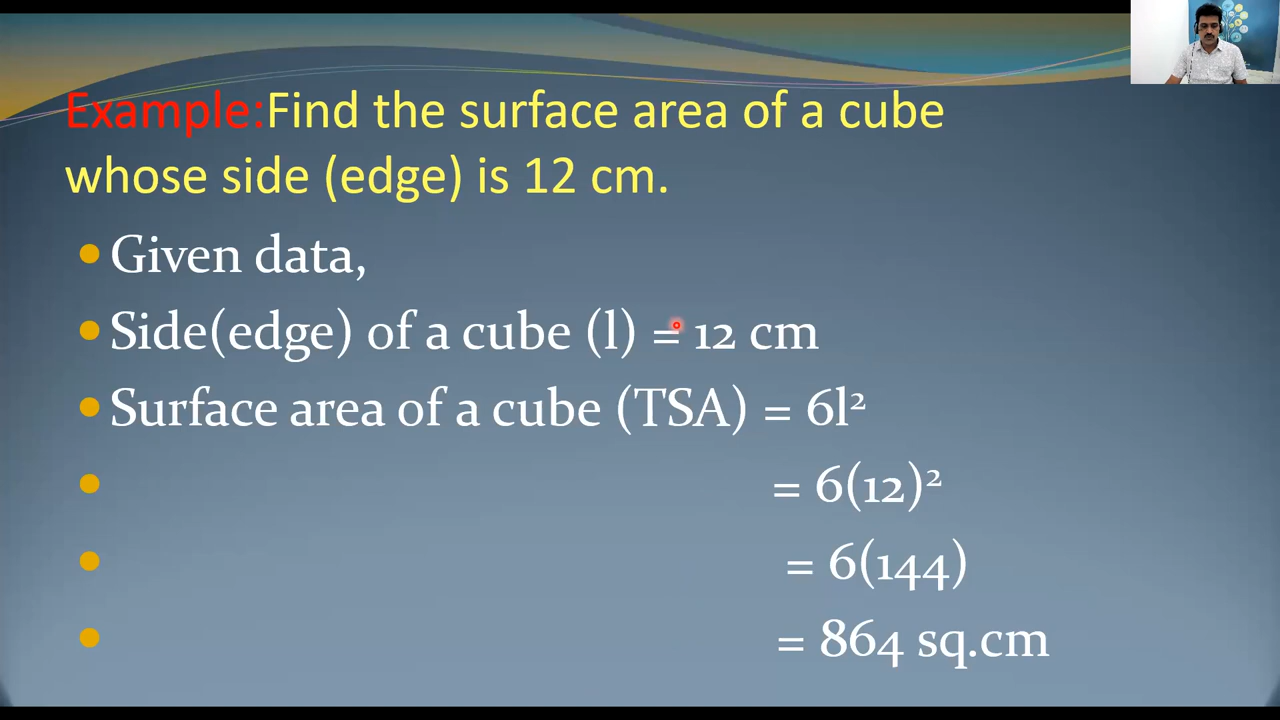 Example:Find the surface area of a cube
whose side (edge) is 12 cm.
Given data,
Side(edge) of a cube (l) = 12 cm
Surface area of a cube (TSA) = 6l²
= 6(12)²
= 6(144)
= 864 sq.cm